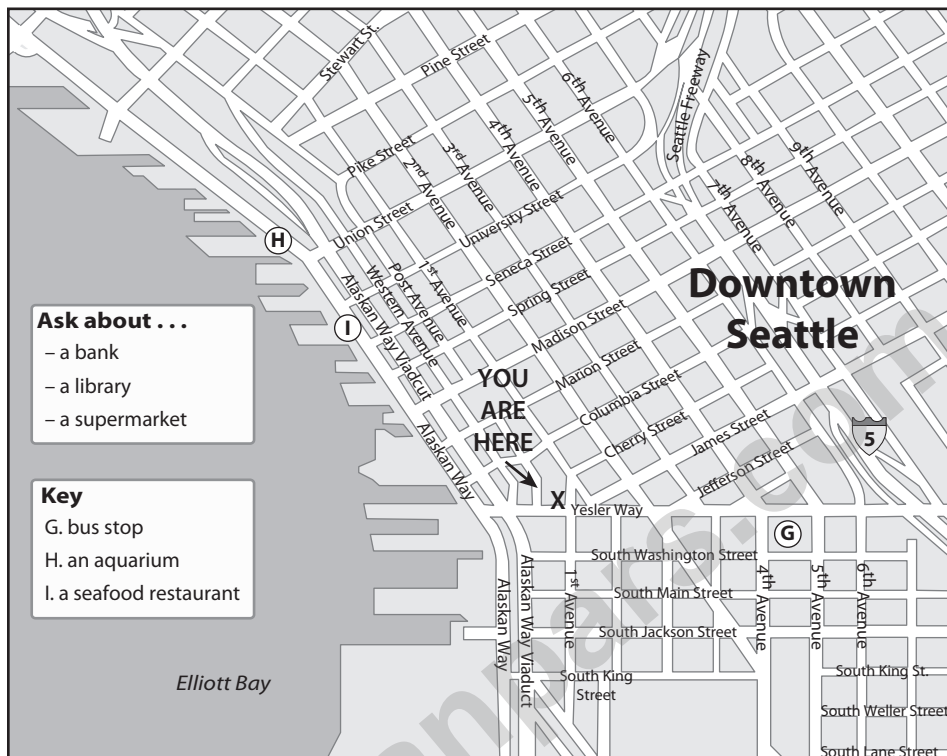 Stewart St.
Pine Street
6th Avenue
5th Avenue
4th Avenue
3rd Avenue
2nd Avenue
Pike Street
Seattle Freeway
9th Avenue
8th Avenue
7th Avenue
Union Street
University Street
Seneca Street
Spring Street
Madison Street
Marion Street
Columbia Street
Cherry Street
James Street
Jefferson Street
1st Avenue
Post Avenue
Western Avenue
Alaskan Way Viadcut
Alaskan Way
H
I
Downtown
Seattle
Ask about . . .
– a bank
– a library
– a supermarket
YOU
ARE
HERE
X
Yesler Way
5
Key
G. bus stop
H. an aquarium
I. a seafood restaurant
G
South Washington Street
South Main Street
South Jackson Street
South King
Street
1st Avenue
4th Avenue
5th Avenue
6th Avenue
Alaskan Way
Alaskan Way Viaduct
South King St.
South Weller Street
South Lane Street
Elliott Bay